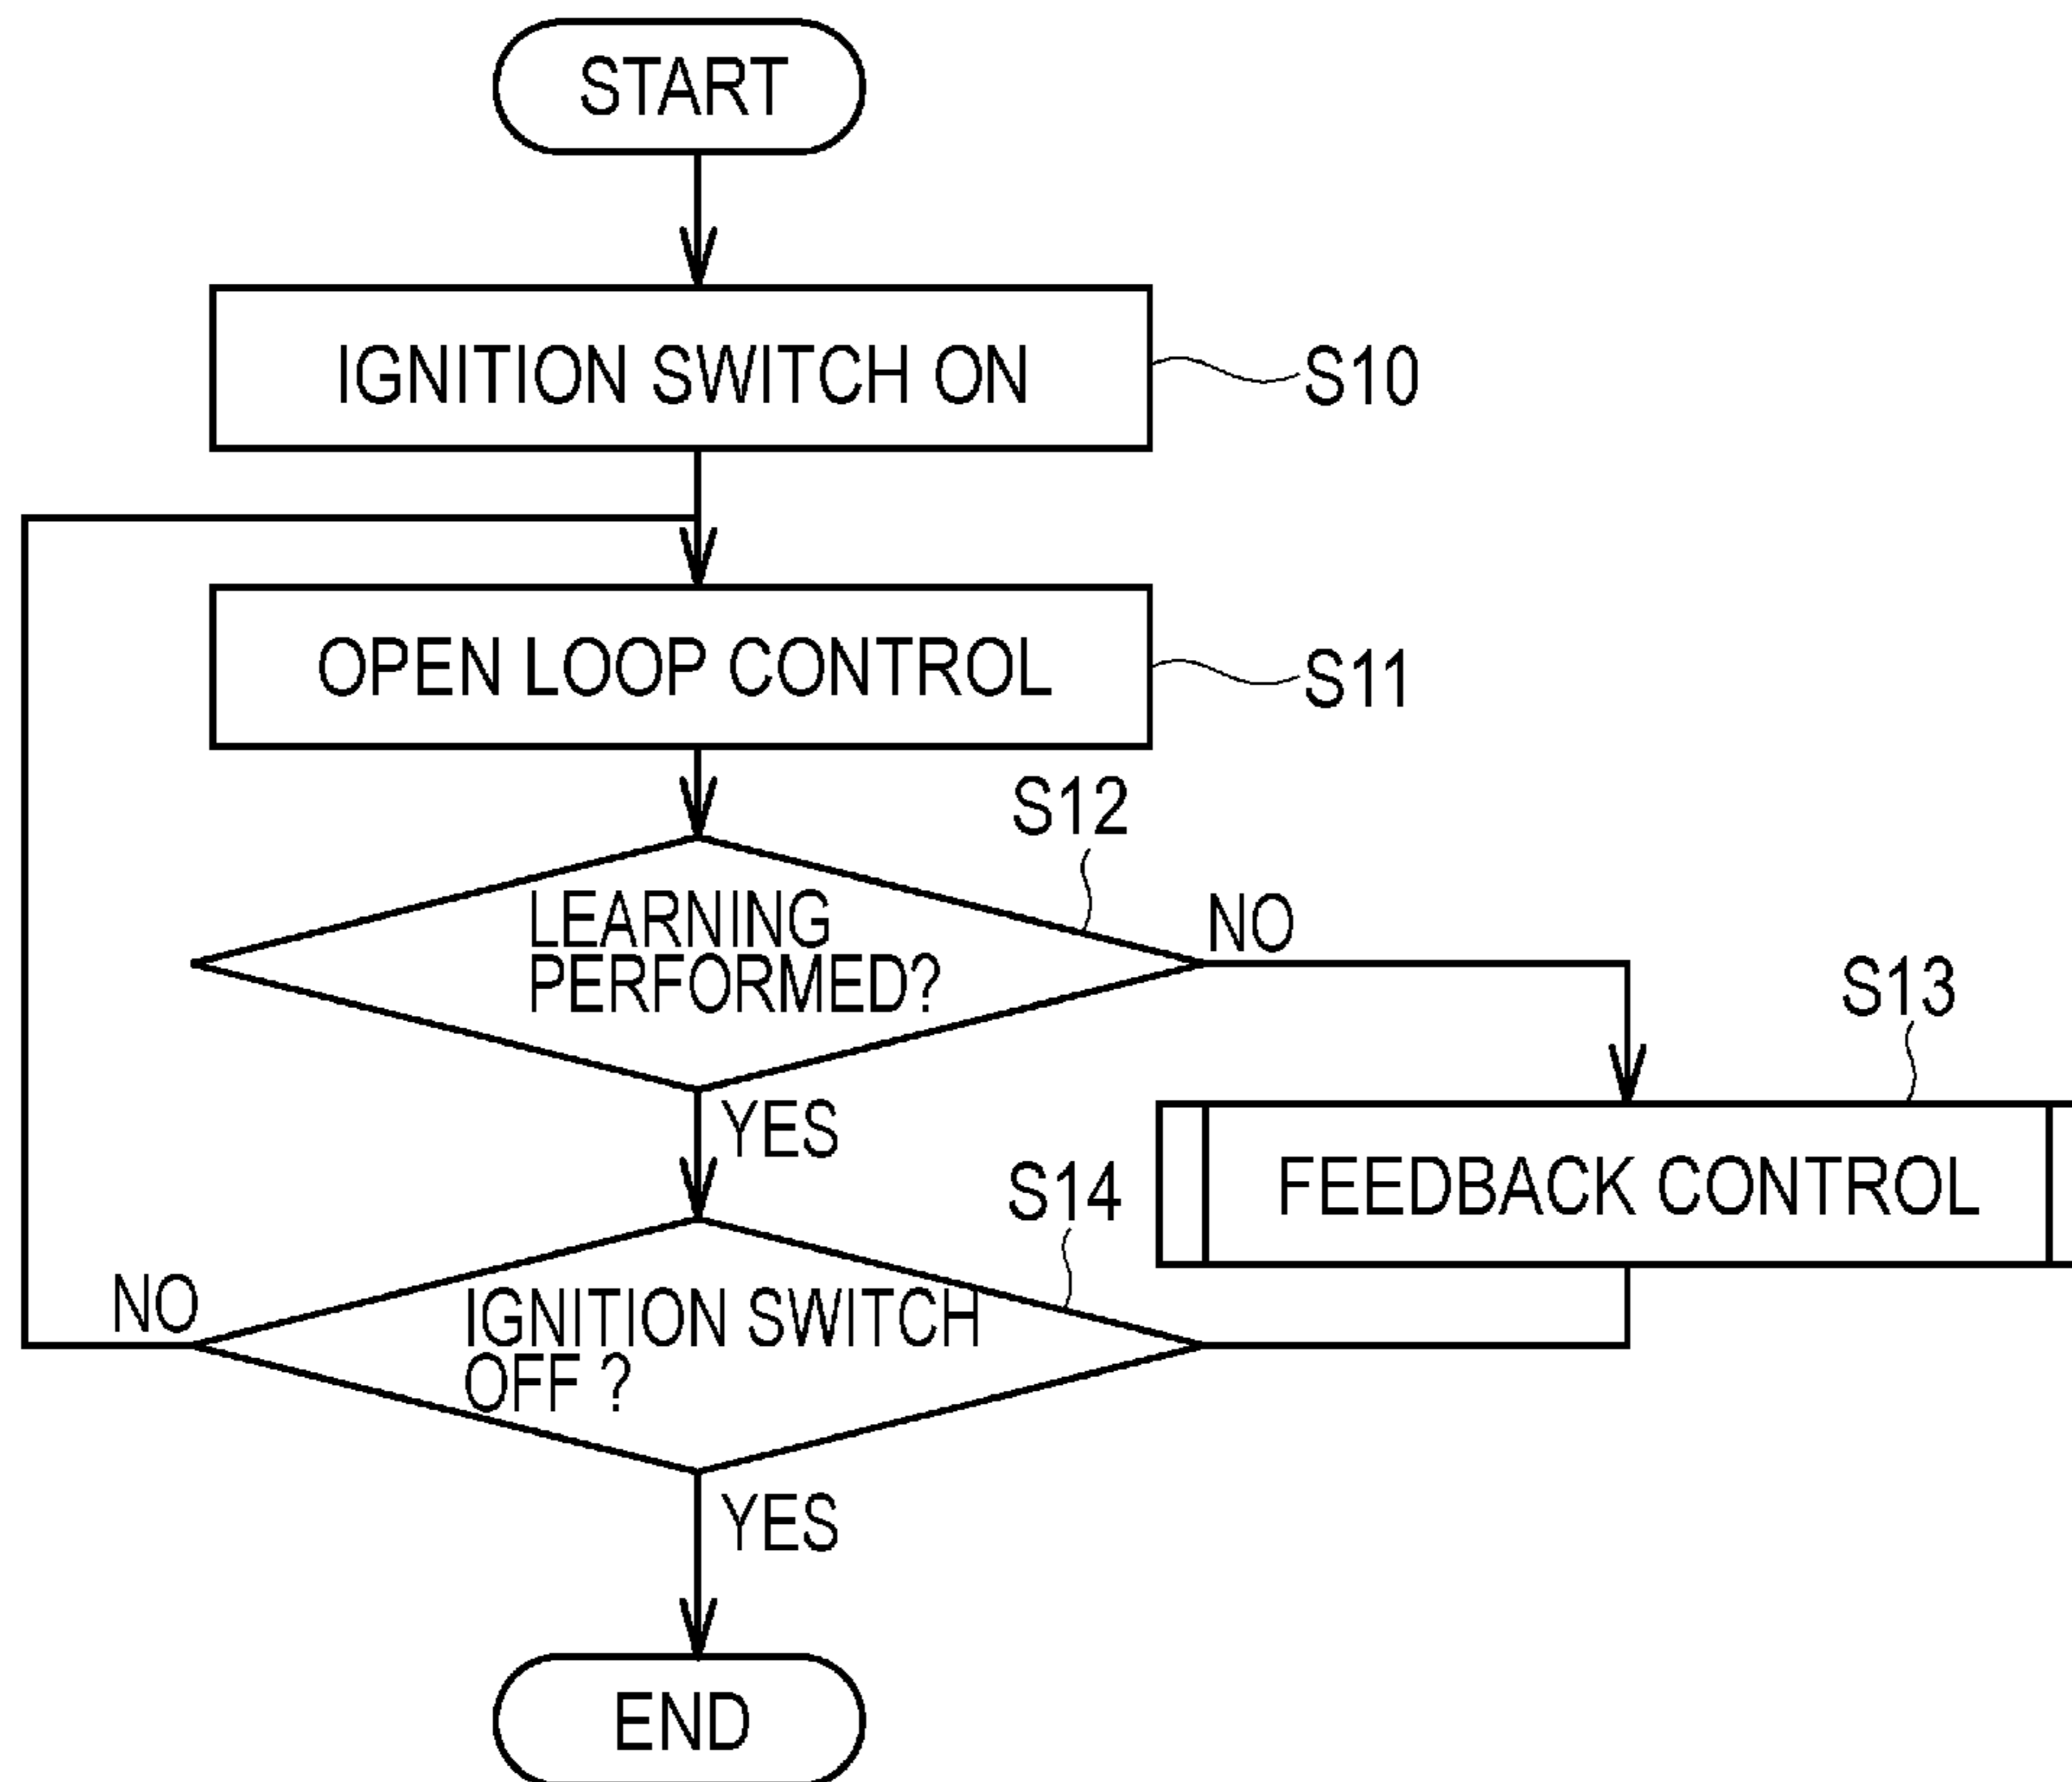 START
IGNITION SWITCH ON
S10
OPEN LOOP CONTROL
S11
S12
LEARNING
PERFORMED?
NO
S13
YES
FEEDBACK CONTROL
S14
NO
IGNITION SWITCH
OFF ?
YES
END